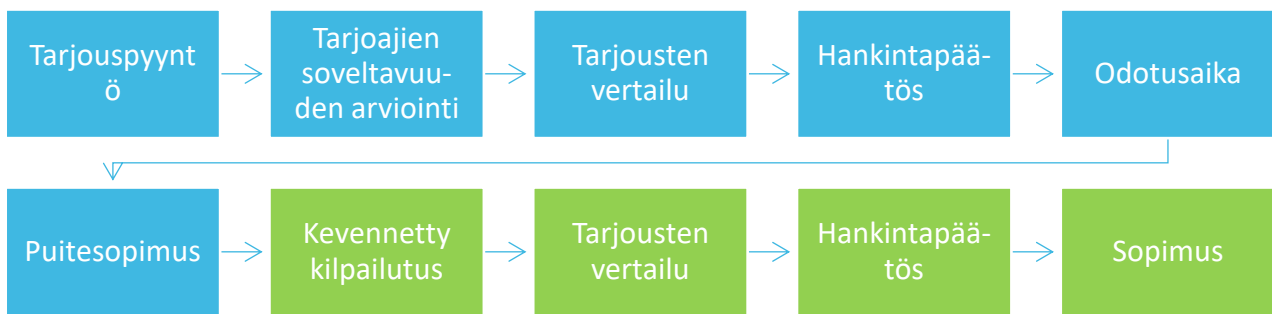 Tarjouspyynt
ö
Tarjoajien
soveltavuu-
den arviointi
Tarjousten
vertailu
Hankintapää-
tös
Odotusaika
Puitesopimus
Kevennetty
kilpailutus
Tarjousten
vertailu
Hankintapää-
tös
Sopimus